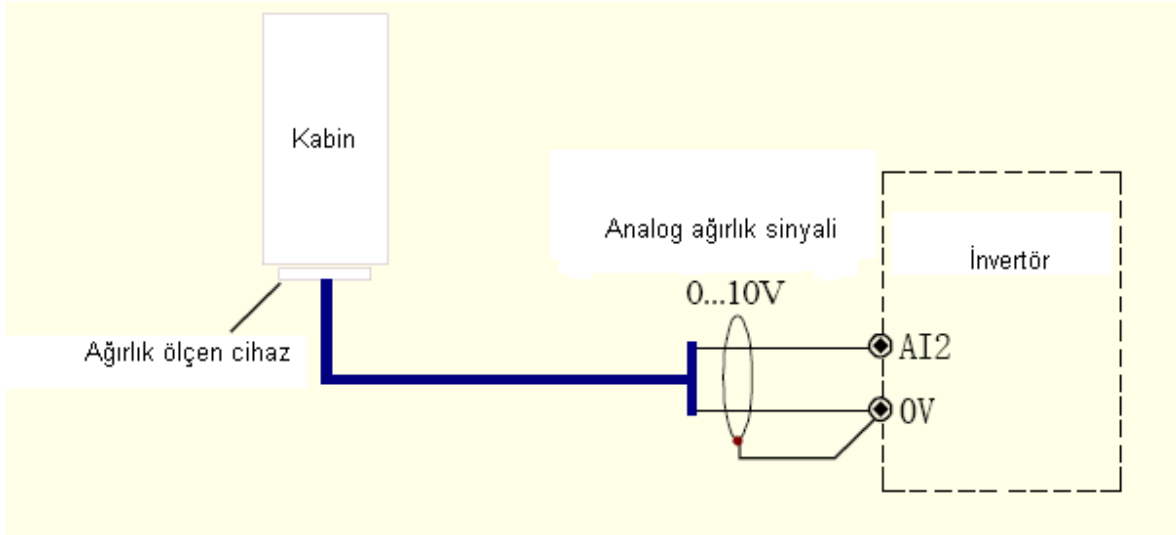 Kabin
Analog ağırlık sinyali
İnvertör
0...10V
Ağırlık ölçen cihaz
AI2
0V